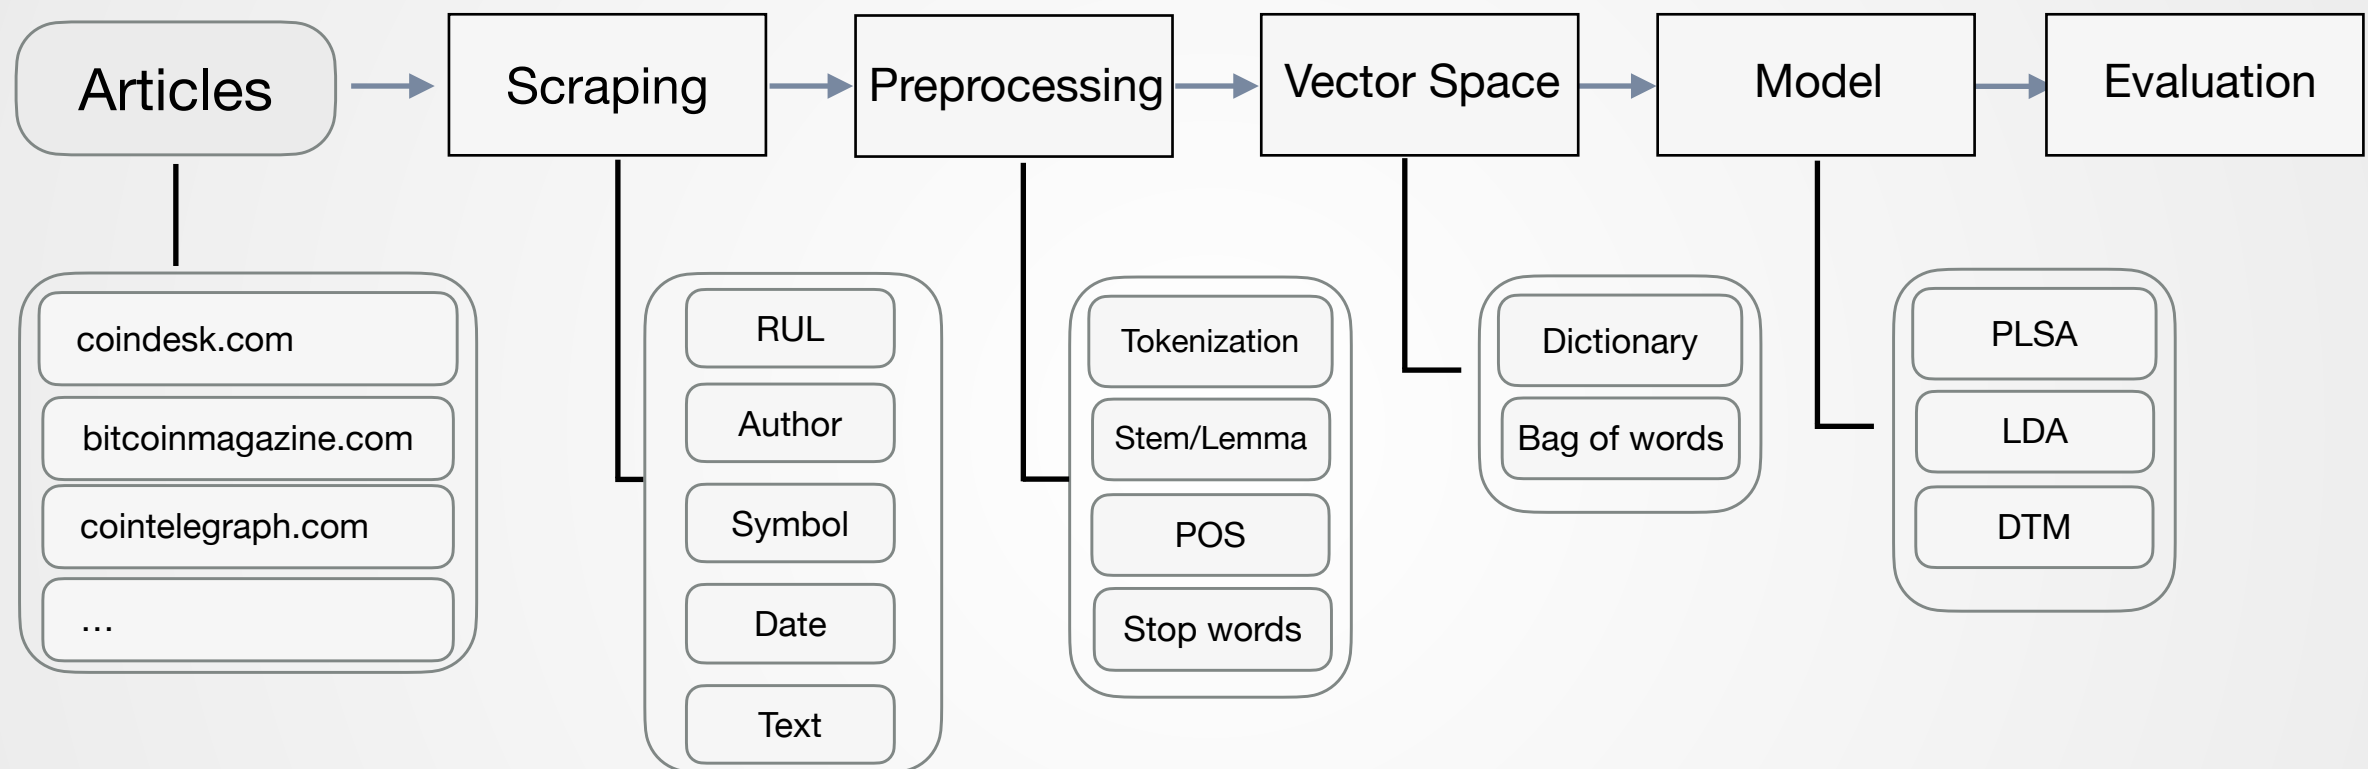 Articles
Scraping
Preprocessing
Vector Space
Model
Evaluation
coindesk.com
bitcoinmagazine.com
cointelegraph.com
...
RUL
Author
Symbol
Date
Text
Tokenization
Stem/Lemma
POS
Stop words
Dictionary
Bag of words
PLSA
LDA
DTM